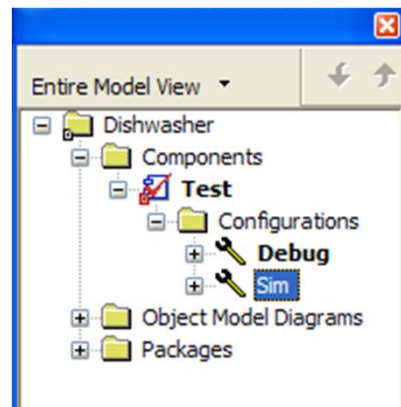 Entire Model View
Dishwasher
Components
Test
Configurations
Debug
Sim
Object Model Diagrams
Packages